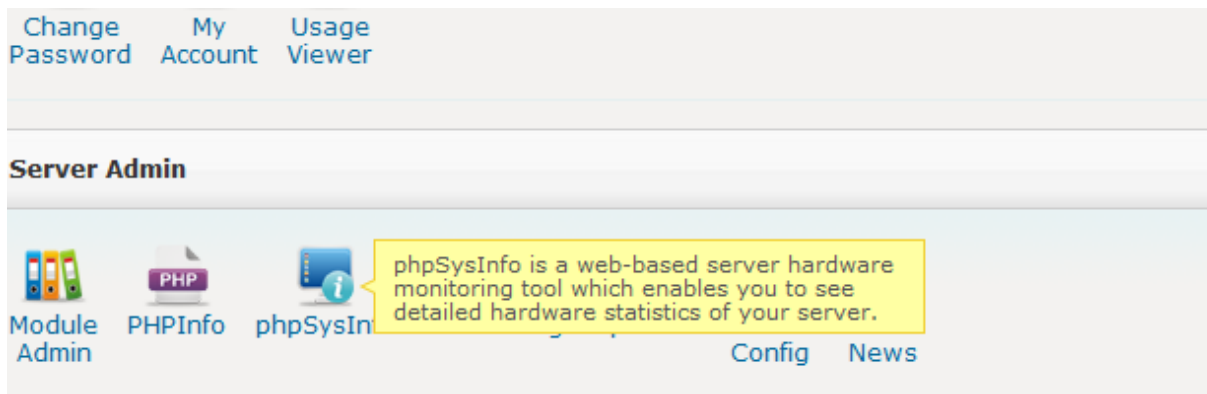 Change My Usage
Password Account Viewer
Server Admin
PHP
phpSysInfo is a web-based server hardware
monitoring tool which enables you to see
detailed hardware statistics of your server.
Module PHPInfo phpSysIn
Admin Config News